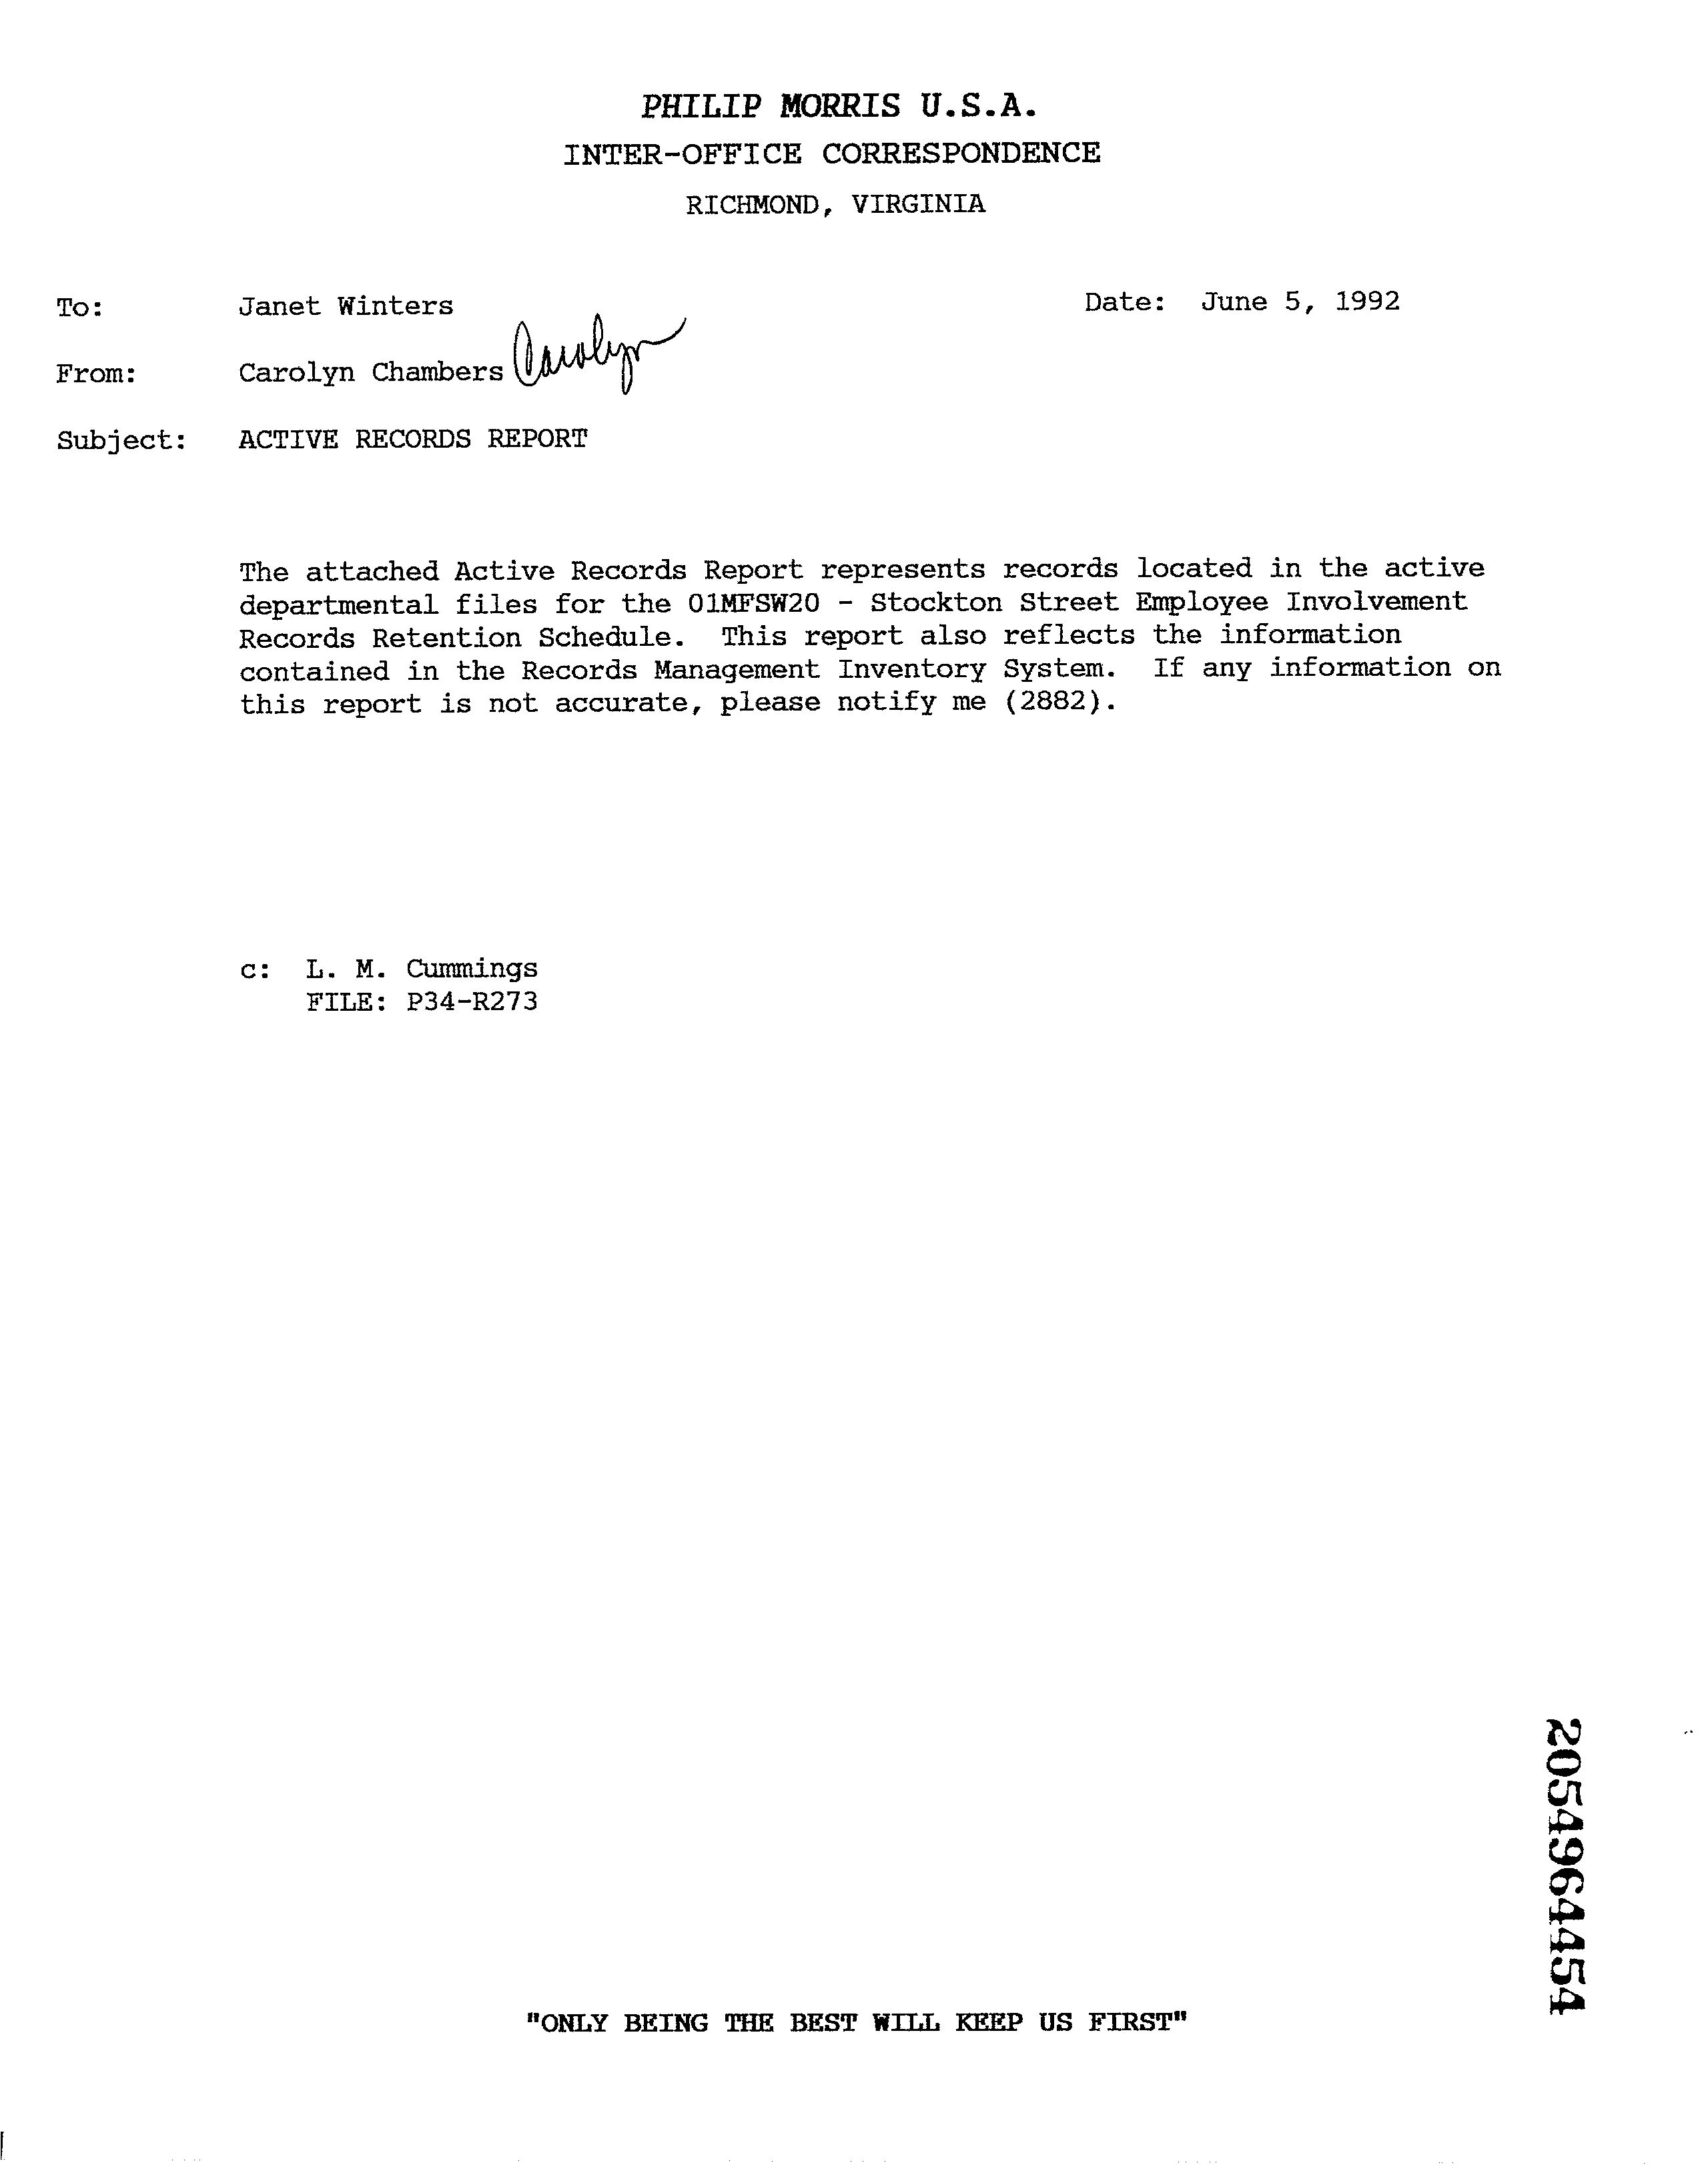 PHILIP MORRIS U.S.A.
INTER-OFFICE CORRESPONDENCE
RICHMOND, VIRGINIA
To: Janet Winters Date: June 5, 1992
From: Carolyn Chambers Carolyn
Subject: ACTIVE RECORDS REPORT
The attached Active Records Report represents records located in the active
departmental files for the 01MFSW20 - Stockton Street Employee Involvement
Records Retention Schedule. This report also reflects the information
contained in the Records Management Inventory System. If any information on
this report is not accurate, please notify me (2882).
c: L. M. Cummings
FILE: P34-R273
2054964454
"ONLY BEING THE BEST WILL KEEP US FIRST"